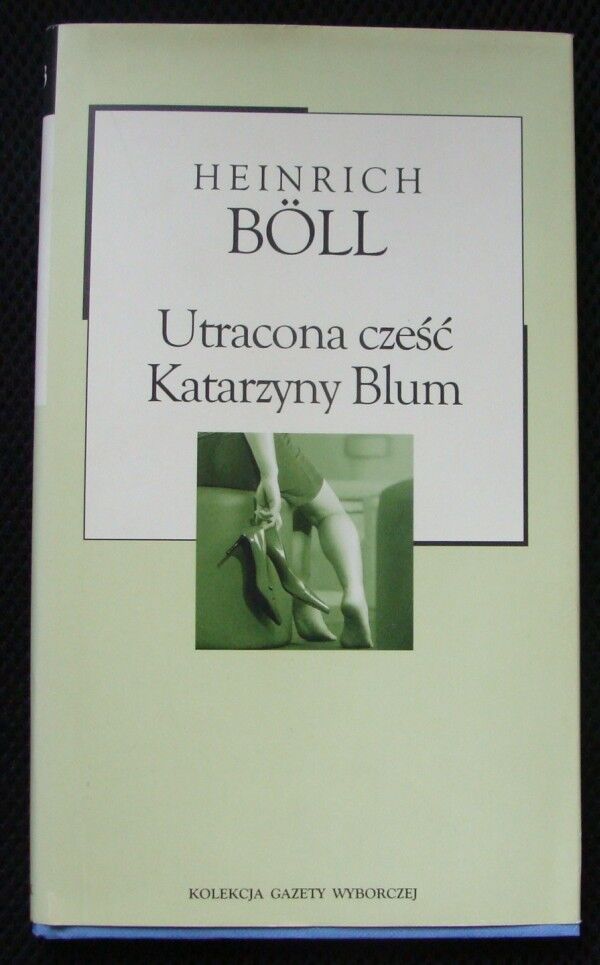 HEINRICH
BÖLL
Utracona cześć
Katarzyny Blum
KOLEKCJA GAZETY WYBORCZEJ